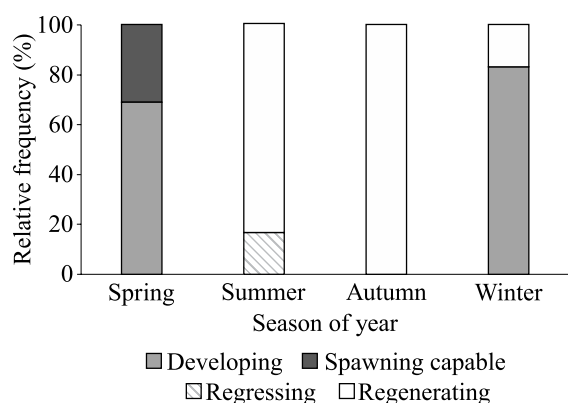 Relative frequency (%)
100
80
60
40
20
0
Spring Summer Autumn Winter
Season of year
Developing Spawning capable
Regressing Regenerating